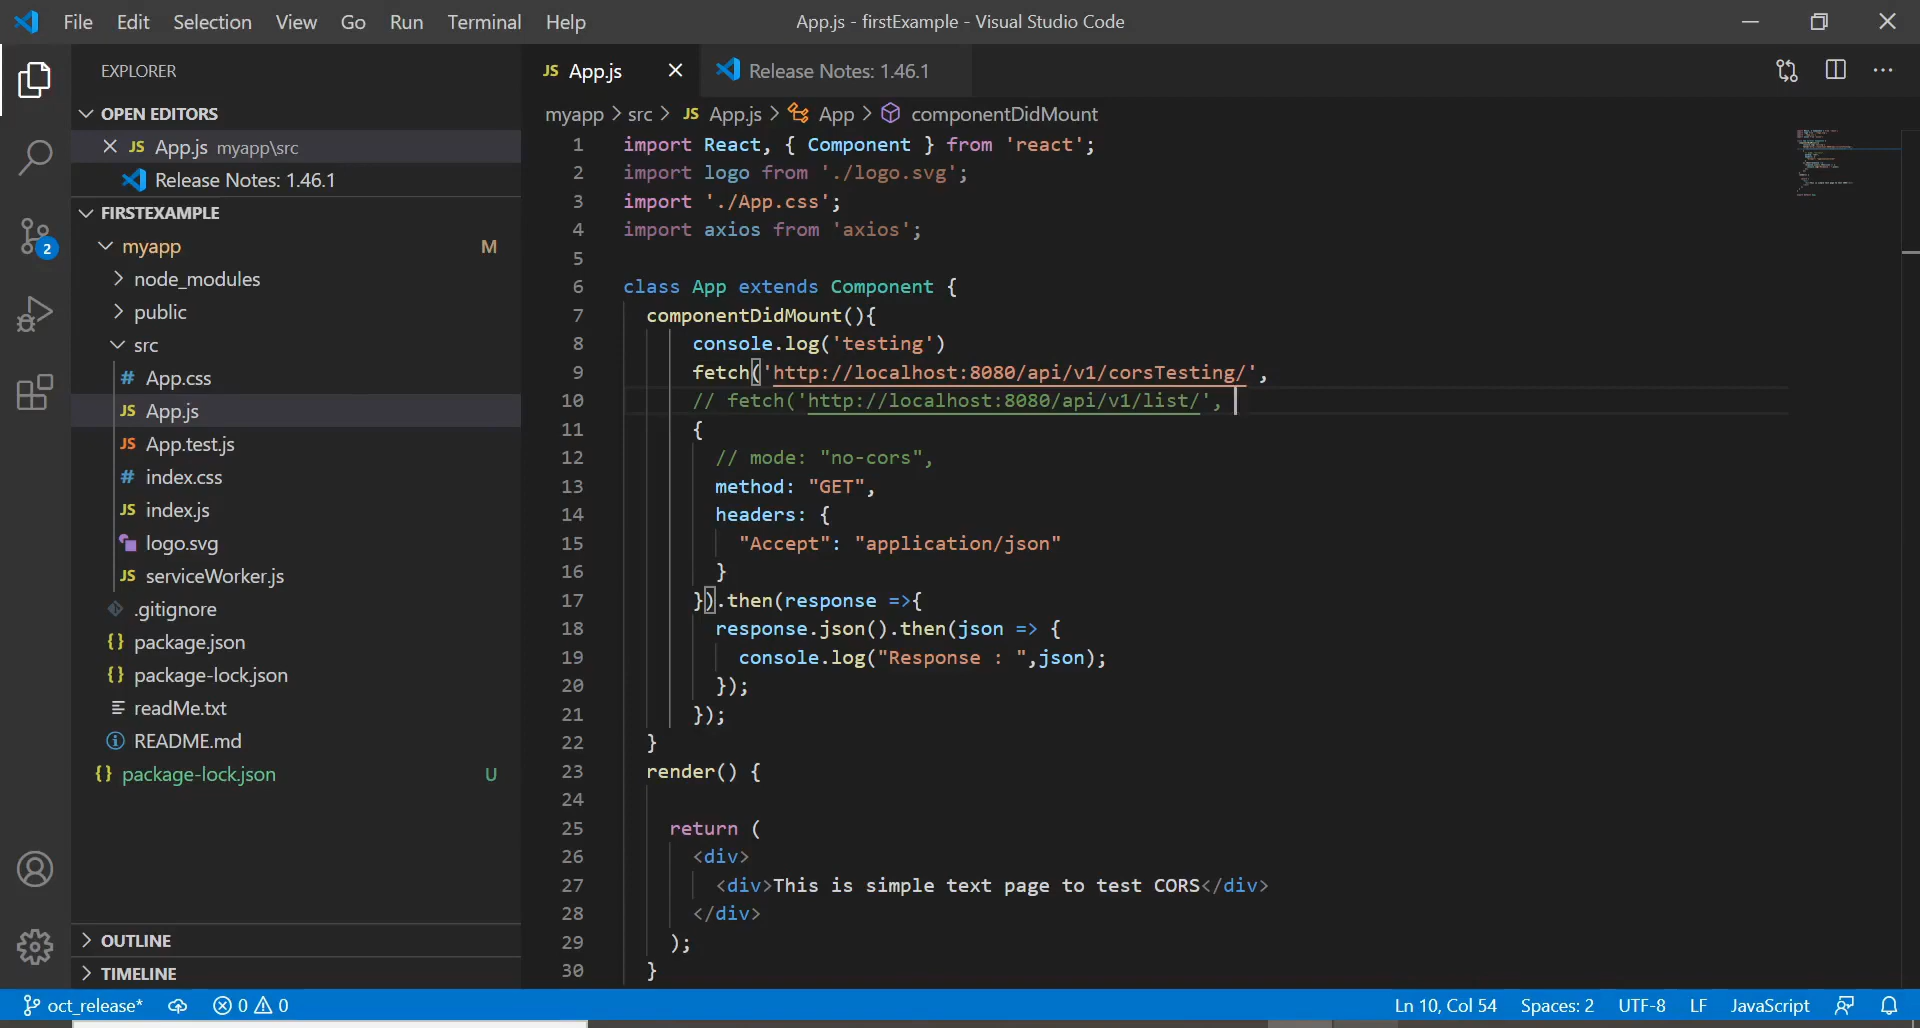 File Edit Selection View Go Run Terminal Help App.js - firstExample - Visual Studio Code
EXPLORER
OPEN EDITORS
JS App.js myapp\src
Release Notes: 1.46.1
FIRSTEXAMPLE
myapp M
node_modules
public
src
# App.css
JS App.js
JS App.test.js
# index.css
JS index.js
logo.svg
JS serviceWorker.js
.gitignore
{} package.json
{} package-lock.json
readMe.txt
README.md
{} package-lock.json U
OUTLINE
TIMELINE
2
JS App.js Release Notes: 1.46.1
myapp > src > JS App.js > App > componentDidMount
1 import React, { Component } from 'react';
2 import logo from './logo.svg';
3 import './App.css';
4 import axios from 'axios';
5
6 class App extends Component {
7 componentDidMount(){
8 console.log('testing')
9 fetch('http://localhost:8080/api/v1/corsTesting/',
10 // fetch('http://localhost:8080/api/v1/list/',
11 {
12 // mode: "no-cors",
13 method: "GET",
14 headers: {
15 "Accept": "application/json"
16 }
17 }).then(response =>{
18 response.json().then(json => {
19 console.log("Response : ",json);
20 });
21 });
22 }
23 render() {
24
25 return (
26 <div>
27 <div>This is simple text page to test CORS</div>
28 </div>
29 );
30 }
oct_release* 0 0 Ln 10, Col 54 Spaces: 2 UTF-8 LF JavaScript